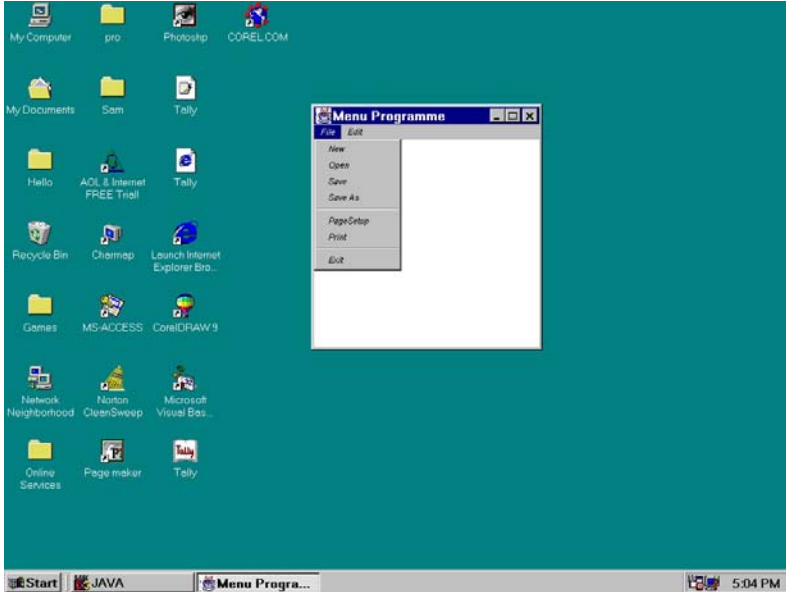 My Computer
pro
Photoshp
COREL.COM
My Documents
Sam
Tally
Hello
AOL & Internet
FREE Triall
Tally
Recycle Bin
Charmap
Launch Internet
Explorer Bro...
Games
MS-ACCESS
CorelDRAW 9
Network
Neighborhood
Norton
CleanSweep
Microsoft
Visual Bas...
Online
Services
Page maker
Tally
Tally
Menu Programme
File Edit
New
Open
Save
Save As
PageSetup
Print
Exit
Start
JAVA
Menu Progra...
5:04 PM